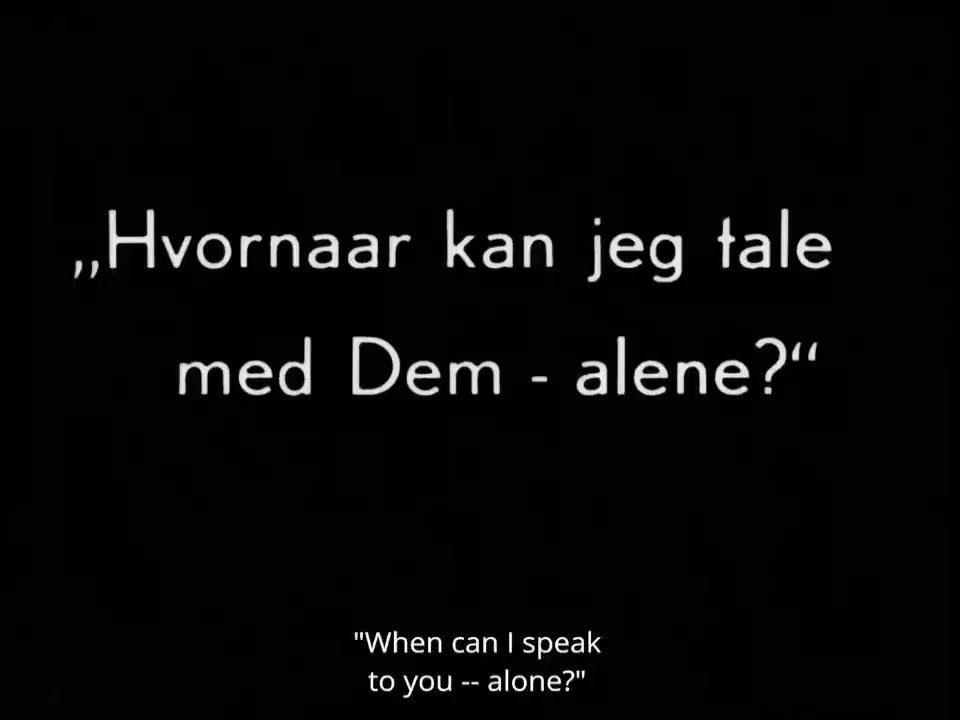 „Hvornaar kan jeg tale
med Dem - alene?“
"When can I speak
to you -- alone?"